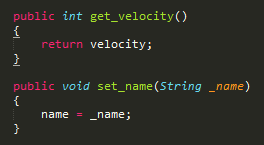 public int get_velocity()
{
    return velocity;
}

public void set_name(String _name)
{
    name = _name;
}